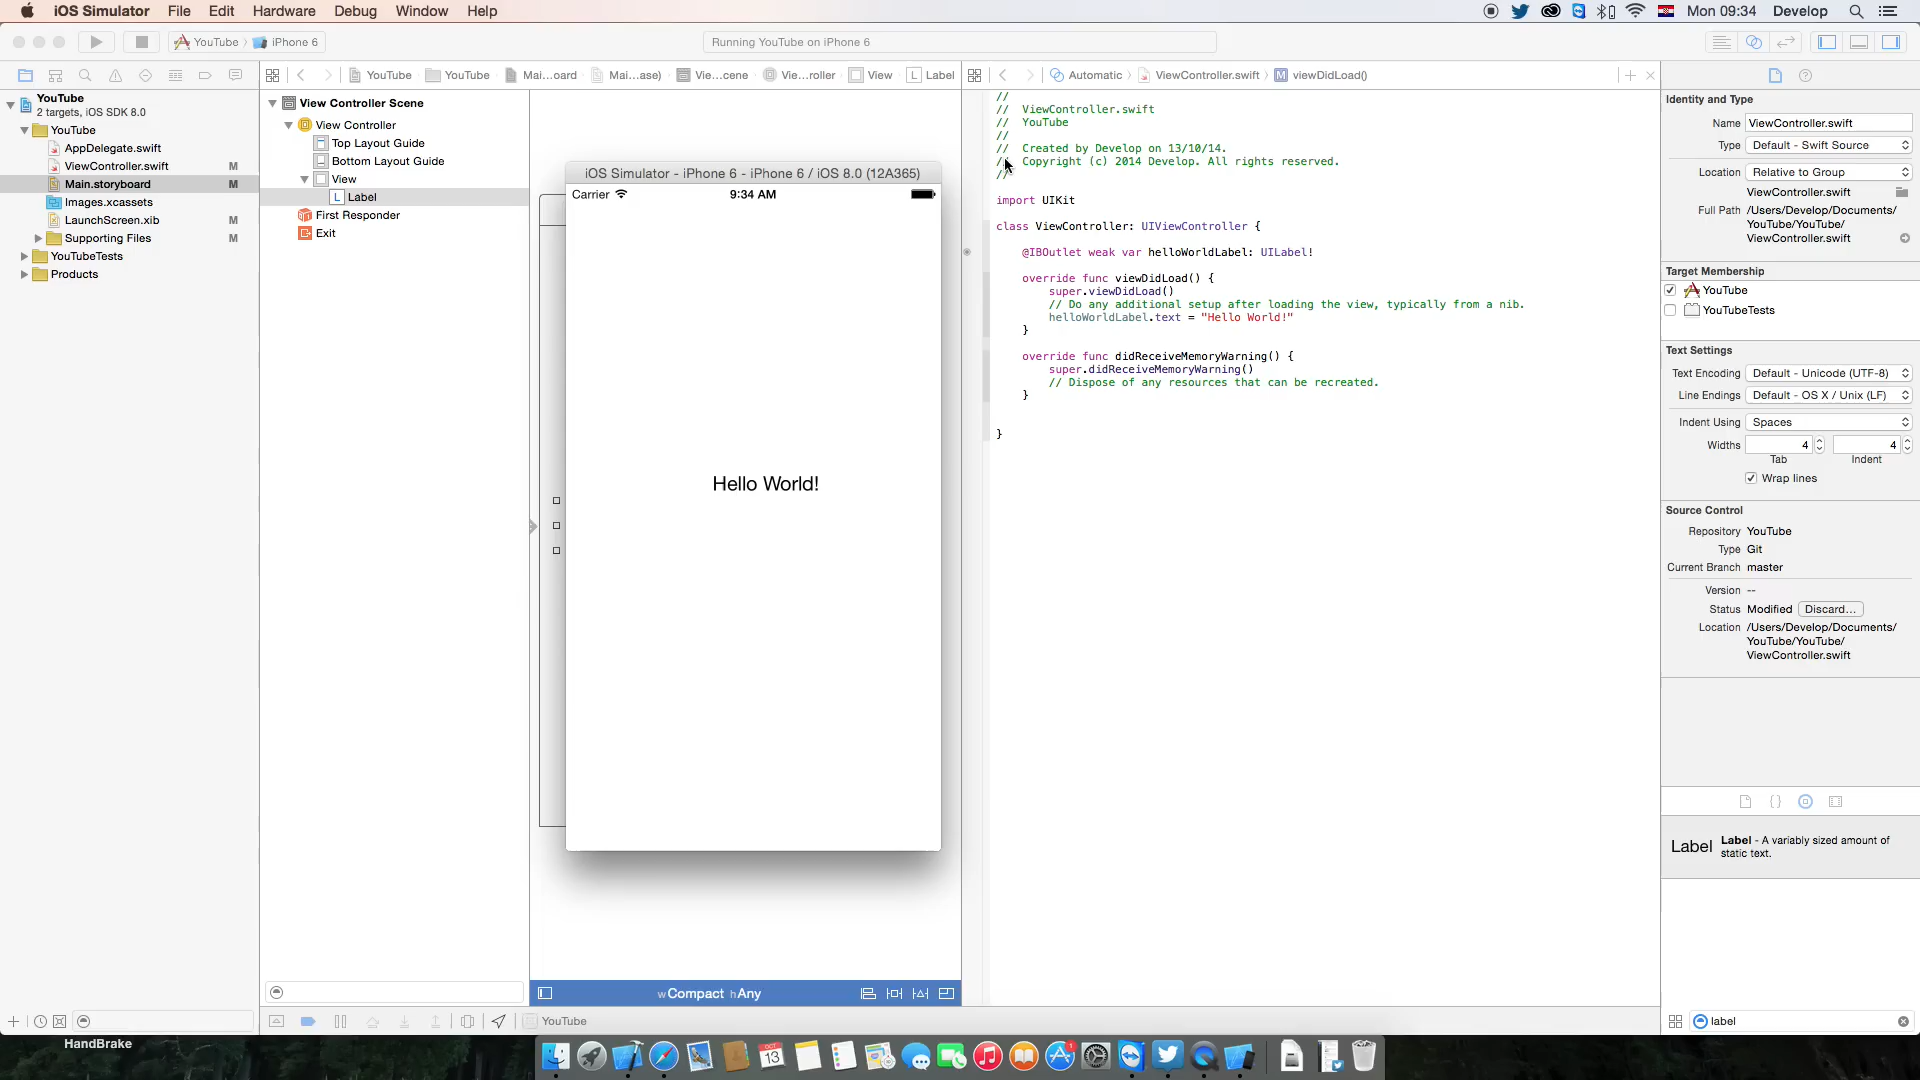 iOS Simulator File Edit Hardware Debug Window Help Mon 09:34 Develop
YouTube iPhone 6 Running YouTube on iPhone 6
YouTube YouTube Mai...oard Mai...ase) Vie...cene Vie...roller View L Label Automatic ViewController.swift M viewDidLoad()
YouTube
2 targets, iOS SDK 8.0
YouTube
AppDelegate.swift
ViewController.swift M
Main.storyboard M
Images.xcassets
LaunchScreen.xib M
Supporting Files M
YouTubeTests
Products
View Controller Scene
View Controller
Top Layout Guide
Bottom Layout Guide
View
L Label
First Responder
Exit
iOS Simulator - iPhone 6 - iPhone 6 / iOS 8.0 (12A365)
Carrier 9:34 AM
Hello World!
wCompact hAny
YouTube
//
// ViewController.swift
// YouTube
//
// Created by Develop on 13/10/14.
// Copyright (c) 2014 Develop. All rights reserved.
//
import UIKit
class ViewController: UIViewController {
@IBOutlet weak var helloWorldLabel: UILabel!
override func viewDidLoad() {
super.viewDidLoad()
// Do any additional setup after loading the view, typically from a nib.
helloWorldLabel.text = "Hello World!"
}
override func didReceiveMemoryWarning() {
super.didReceiveMemoryWarning()
// Dispose of any resources that can be recreated.
}
}
Identity and Type
Name ViewController.swift
Type Default - Swift Source
Location Relative to Group
ViewController.swift
Full Path /Users/Develop/Documents/
YouTube/YouTube/
ViewController.swift
Target Membership
YouTube
YouTubeTests
Text Settings
Text Encoding Default - Unicode (UTF-8)
Line Endings Default - OS X / Unix (LF)
Indent Using Spaces
Widths 4 4
Tab Indent
Wrap lines
Source Control
Repository YouTube
Type Git
Current Branch master
Version --
Status Modified Discard...
Location /Users/Develop/Documents/
YouTube/YouTube/
ViewController.swift
Label Label - A variably sized amount of
static text.
label
HandBrake
OCT
13
1